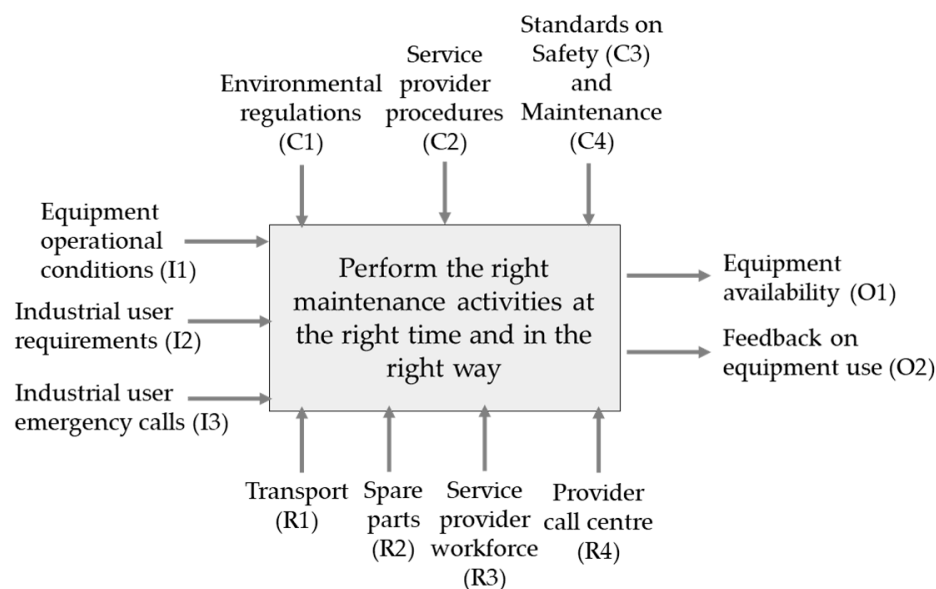 Environmental
regulations
(C1)
Service
provider
procedures
(C2)
Standards on
Safety (C3)
and
Maintenance
(C4)
Equipment
operational
conditions (I1)
Industrial user
requirements (I2)
Industrial user
emergency calls (I3)
Perform the right
maintenance activities at
the right time and in the
right way
Equipment
availability (O1)
Feedback on
equipment use (O2)
Transport
(R1)
Spare
parts
(R2)
Service
provider
workforce
(R3)
Provider
call centre
(R4)